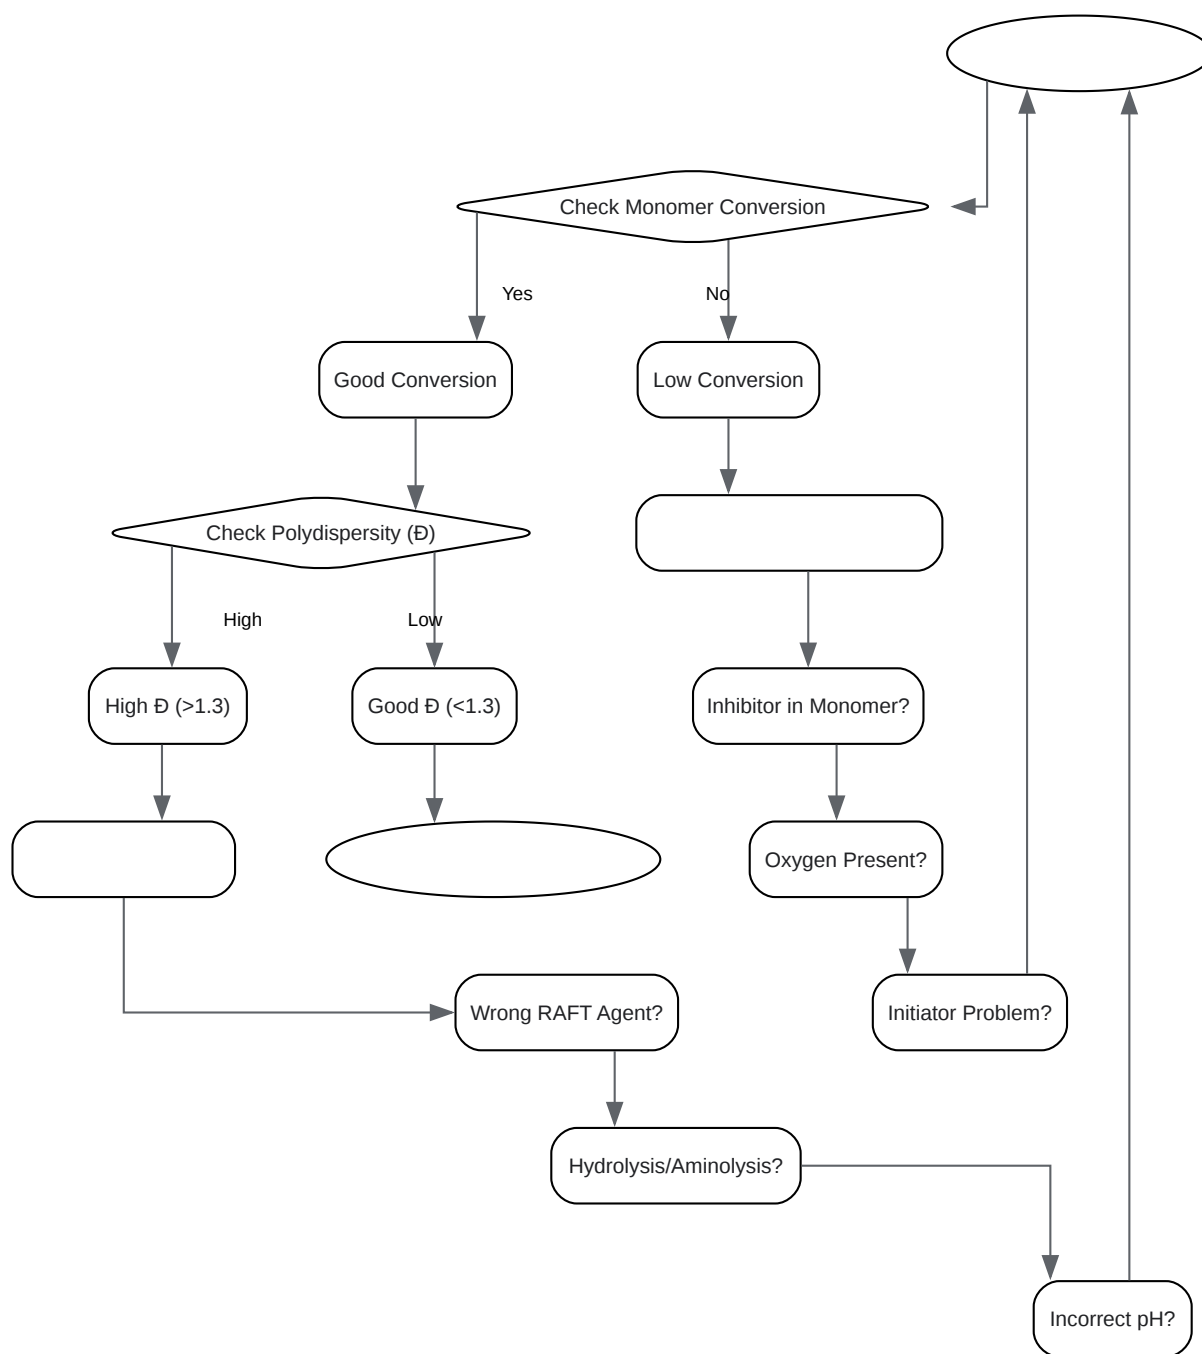 Check Monomer Conversion
Yes
No
Good Conversion
Low Conversion
Check Polydispersity (Đ)
High
Low
High Đ (>1.3)
Good Đ (<1.3)
Inhibitor in Monomer?
Oxygen Present?
Wrong RAFT Agent?
Initiator Problem?
Hydrolysis/Aminolysis?
Incorrect pH?